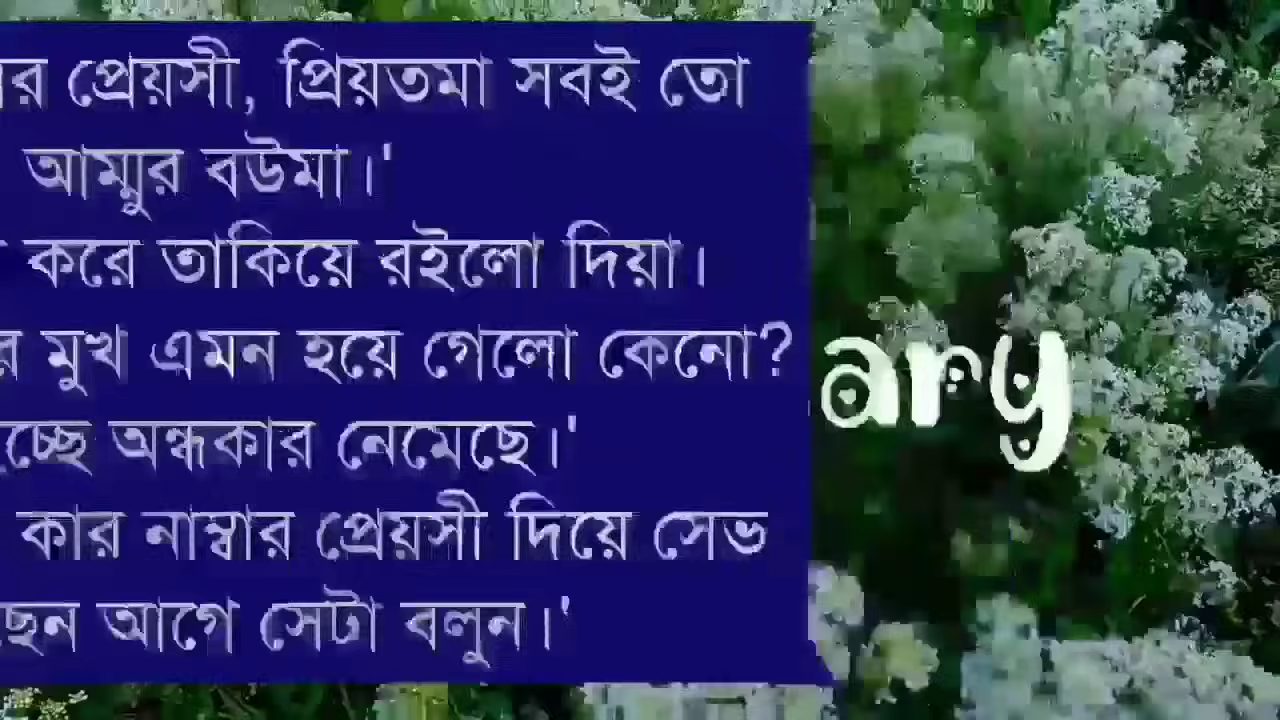 প্রেয়সী, প্রিয়তমা সবই তো
আম্মুর বউমা।'
করে তাকিয়ে রইলো দিয়া।
মুখ এমন হয়ে গেলো কেনো?
অন্ধকার নেমেছে।'
কার নাম্বার প্রেয়সী দিয়ে সেভ
আগে সেটা বলুন।'
ary